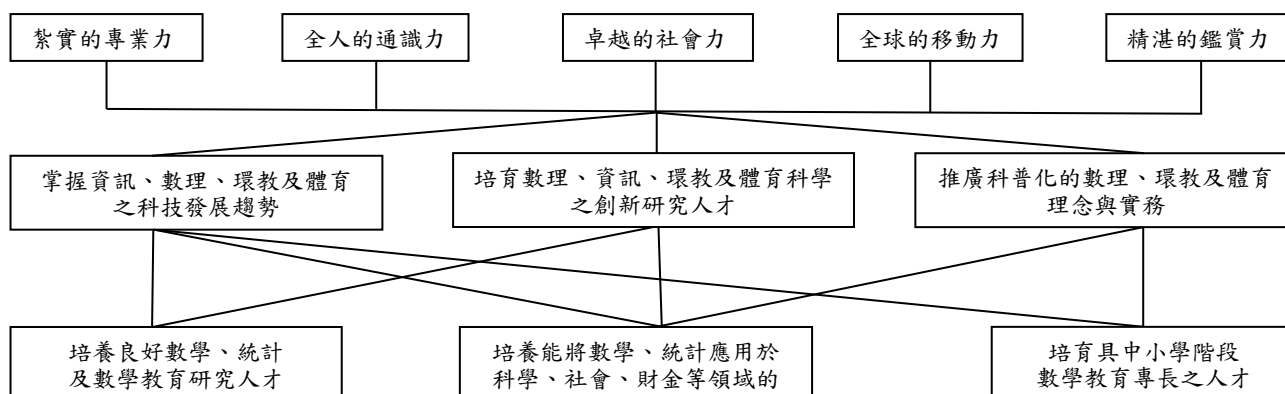 紮實的專業力
全人的通識力
卓越的社會力
全球的移動力
精湛的鑑賞力
掌握資訊、數理、環教及體育
之科技發展趨勢
培育數理、資訊、環教及體育科學
之創新研究人才
推廣科普化的數理、環教及體育
理念與實務
培養良好數學、統計
及數學教育研究人才
培養能將數學、統計應用於
科學、社會、財金等領域的
培育具中小學階段
數學教育專長之人才